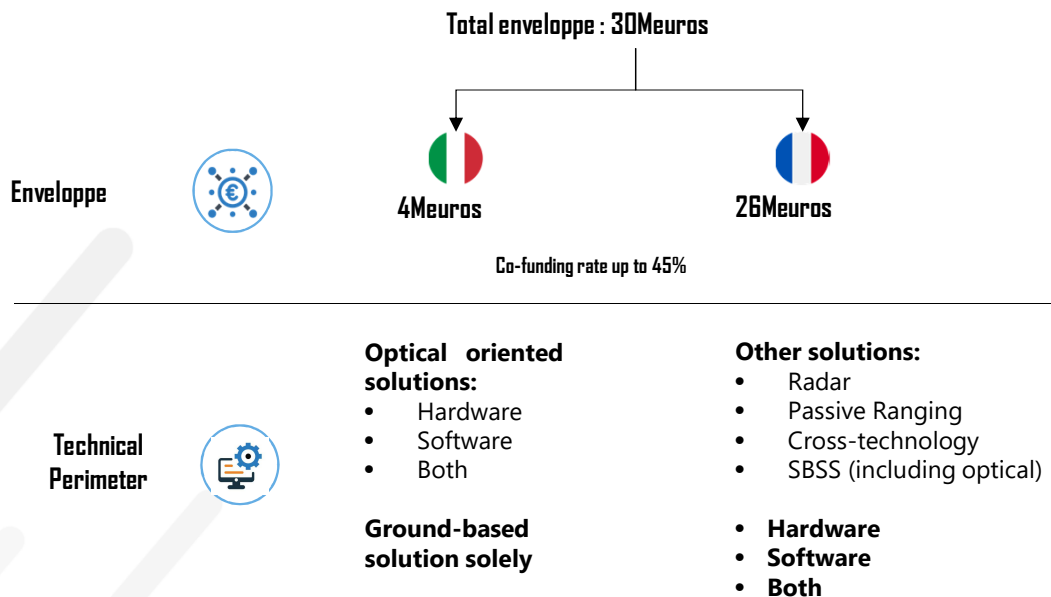 Total enveloppe : 30Meuros
Enveloppe
4Meuros
26Meuros
Co-funding rate up to 45%
Technical
Perimeter
Optical oriented
solutions:
• Hardware
• Software
• Both
Ground-based
solution solely
Other solutions:
• Radar
• Passive Ranging
• Cross-technology
• SBSS (including optical)
• Hardware
• Software
• Both